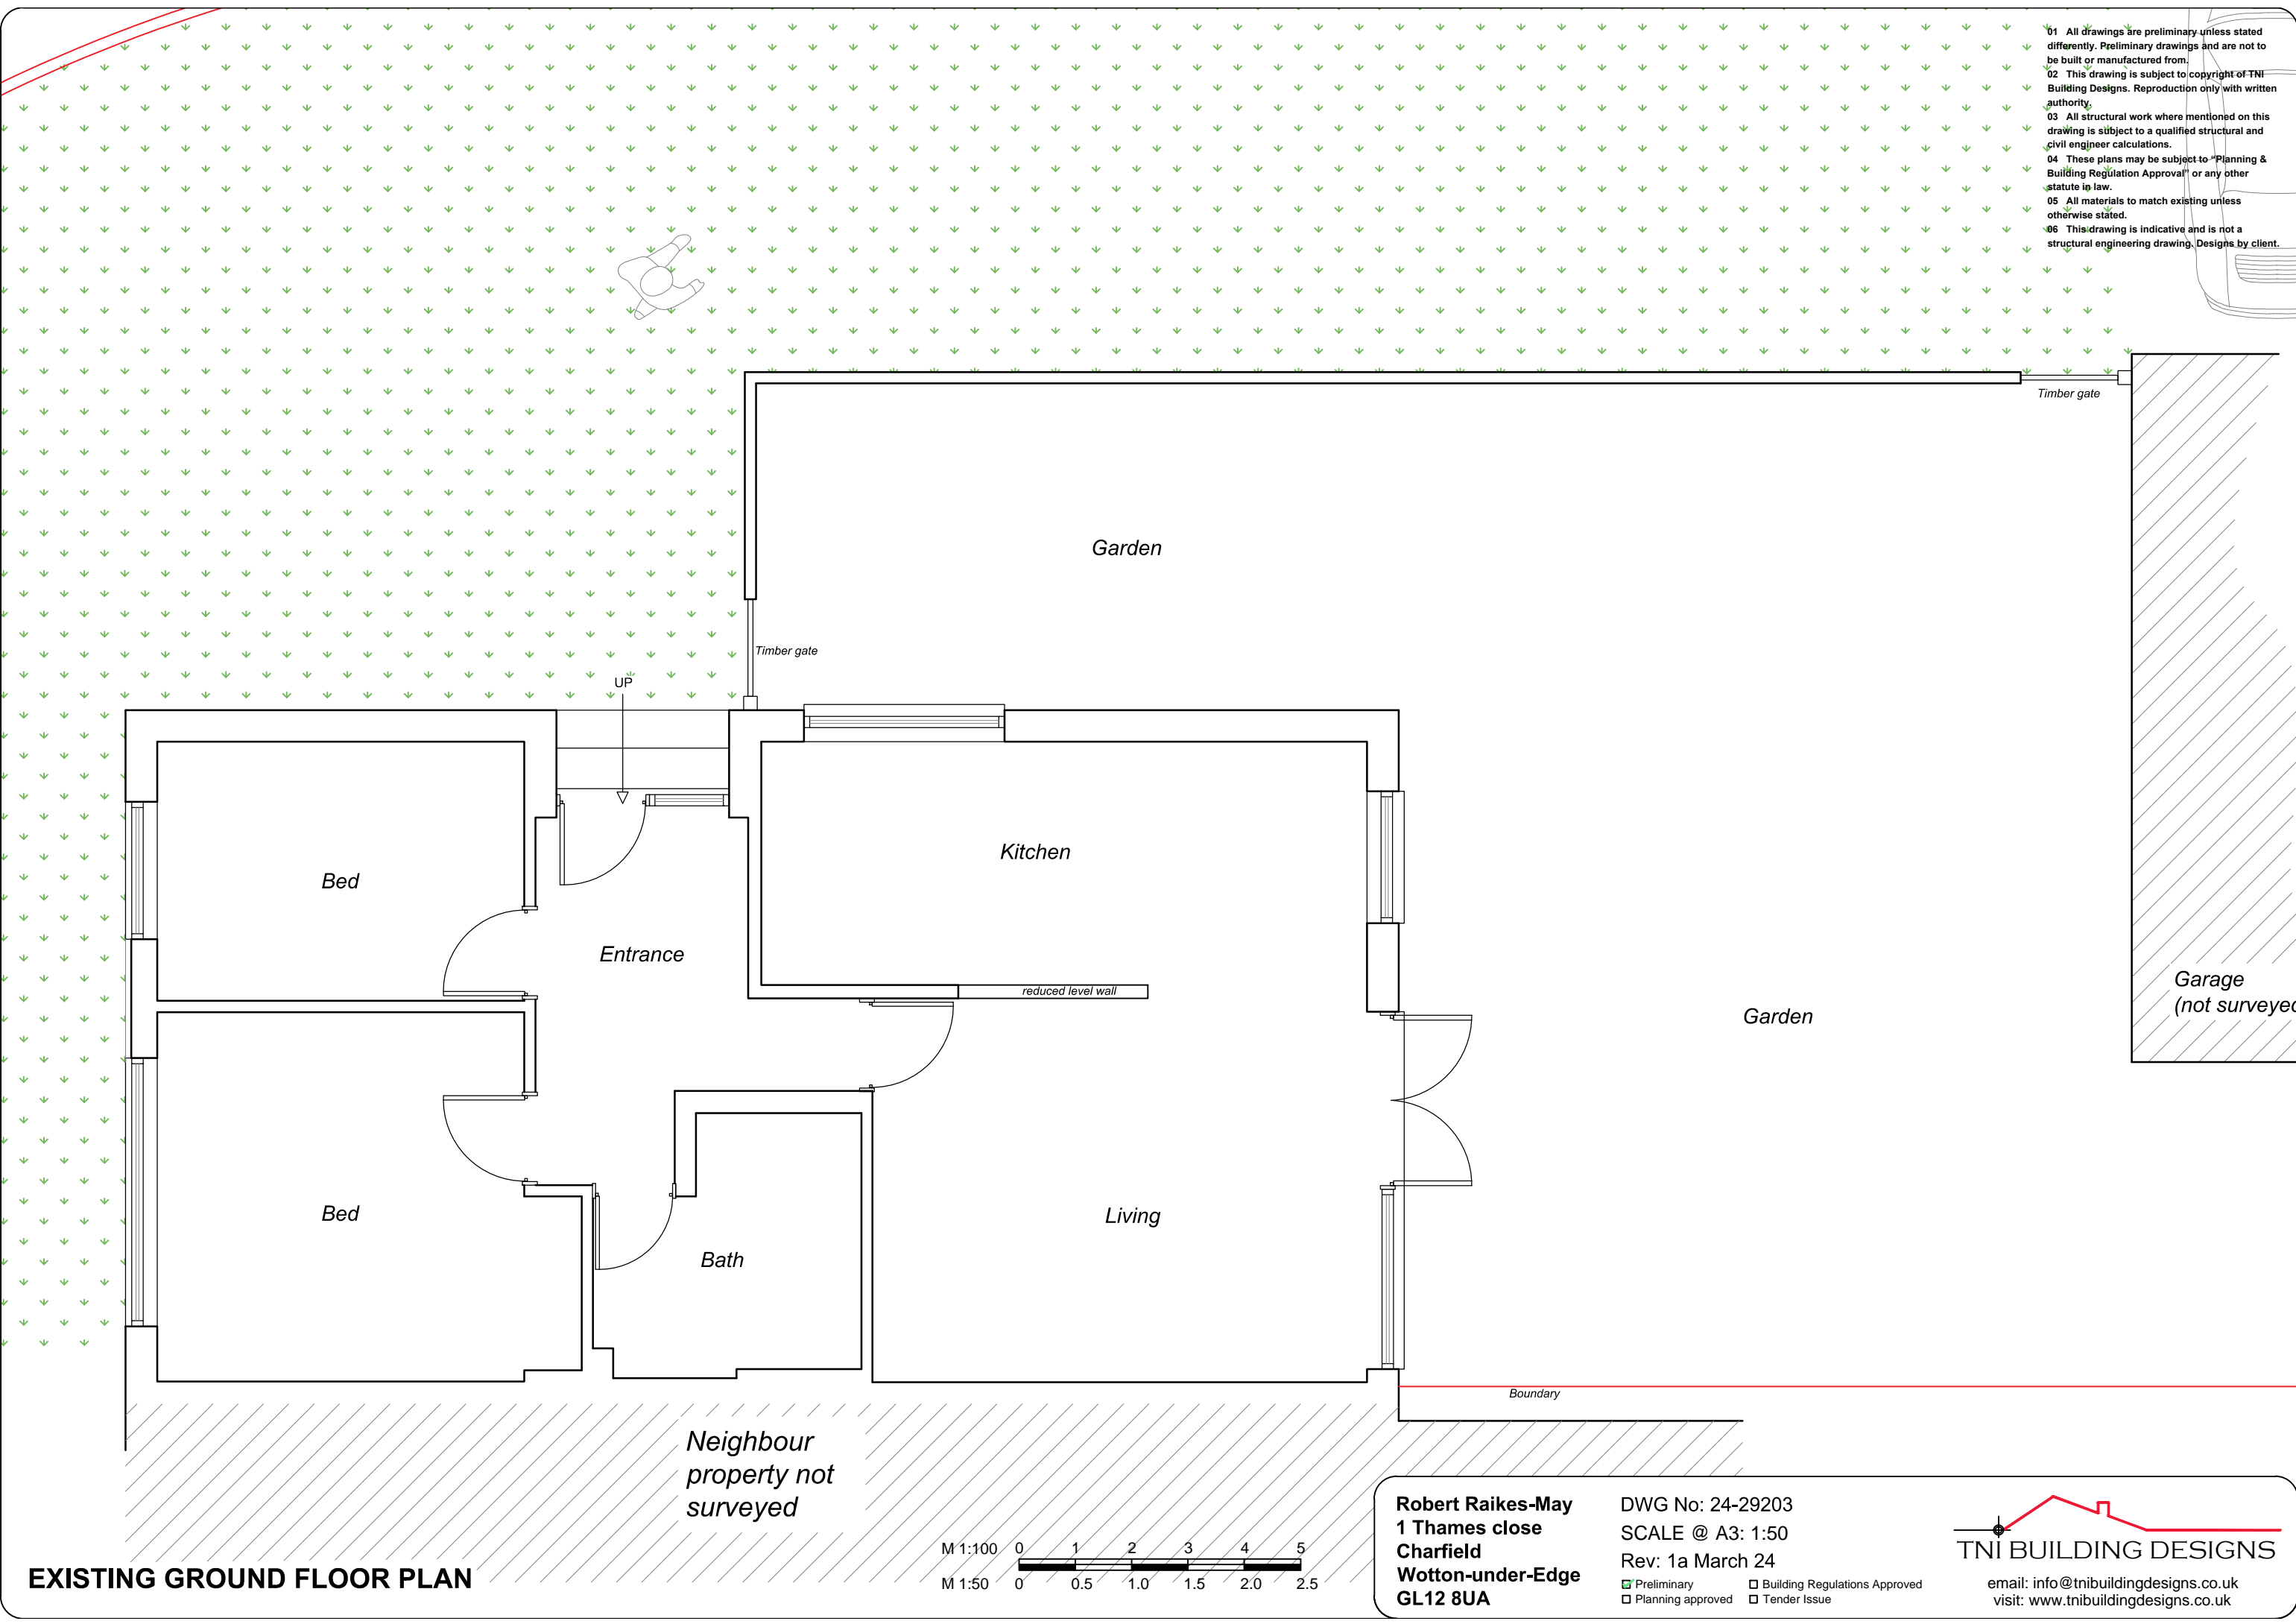 01 All drawings are preliminary unless stated
differently. Preliminary drawings and are not to
be built or manufactured from.
02 This drawing is subject to copyright of TNI
Building Designs. Reproduction only with written
authority.
03 All structural work where mentioned on this
drawing is subject to a qualified structural and
civil engineer calculations.
04 These plans may be subject to "Planning &
Building Regulation Approval" or any other
statute in law.
05 All materials to match existing unless
otherwise stated.
06 This drawing is indicative and is not a
structural engineering drawing. Designs by client.
Timber gate
Garden
Timber gate
UP
Kitchen
Bed
Entrance
reduced level wall
Garage
(not surveyed
Garden
Bed
Living
Bath
Boundary
Neighbour
property not
surveyed
EXISTING GROUND FLOOR PLAN
M 1:100 0 1 2 3 4 5
M 1:50 0 0.5 1.0 1.5 2.0 2.5
Robert Raikes-May
1 Thames close
Charfield
Wotton-under-Edge
GL12 8UA
DWG No: 24-29203
SCALE @ A3: 1:50
Rev: 1a March 24
Preliminary Building Regulations Approved
Planning approved Tender Issue
TNI BUILDING DESIGNS
email: info@tnibuildingdesigns.co.uk
visit: www.tnibuildingdesigns.co.uk